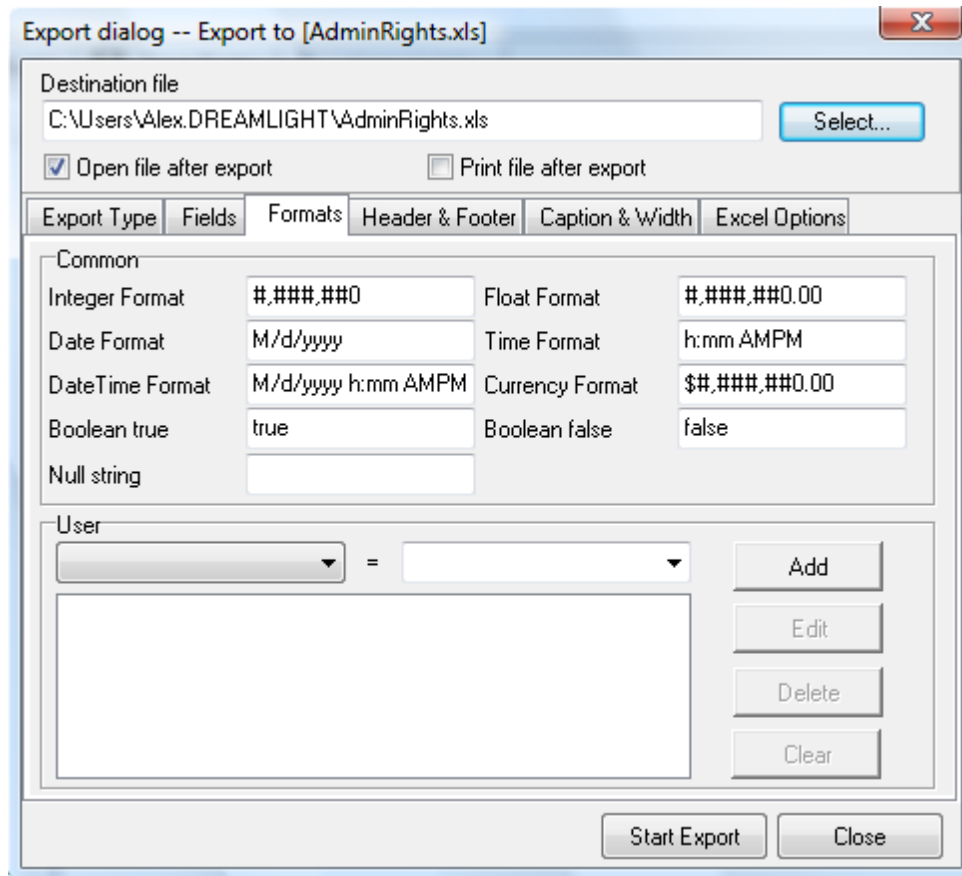 Export dialog -- Export to [AdminRights.xls]
x
Destination file
C:\Users\Alex.DREAMLIGHT\AdminRights.xls Select...
Open file after export Print file after export
Export Type Fields Formats Header & Footer Caption & Width Excel Options
Common
Integer Format #,###,##0 Float Format #,###,##0.00
Date Format M/d/yyyy Time Format h:mm AMPM
DateTime Format M/d/yyyy h:mm AMPM Currency Format $#,###,##0.00
Boolean true true Boolean false false
Null string
User
= Add
Edit
Delete
Clear
Start Export Close